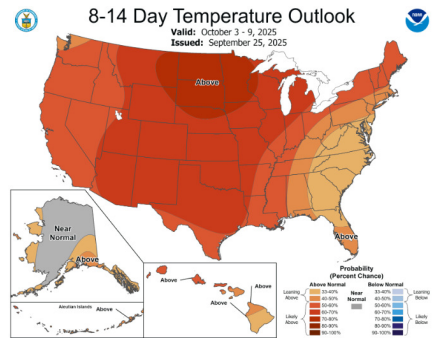 8-14 Day Temperature Outlook
Valid: October 3 - 9, 2025
Issued: September 25, 2025
Above
Near
Normal
Above
Above
Aleutian Islands
Above
Above
Above
Above
Above
Probability
(Percent Chance)
Above Normal
Below Normal
Leaning
Above
Likely
Above
33-40%
40-50%
50-60%
60-70%
70-80%
80-90%
90-100%
Near
Normal
33-40%
40-50%
50-60%
60-70%
70-80%
80-90%
90-100%
Leaning
Below
Likely
Below